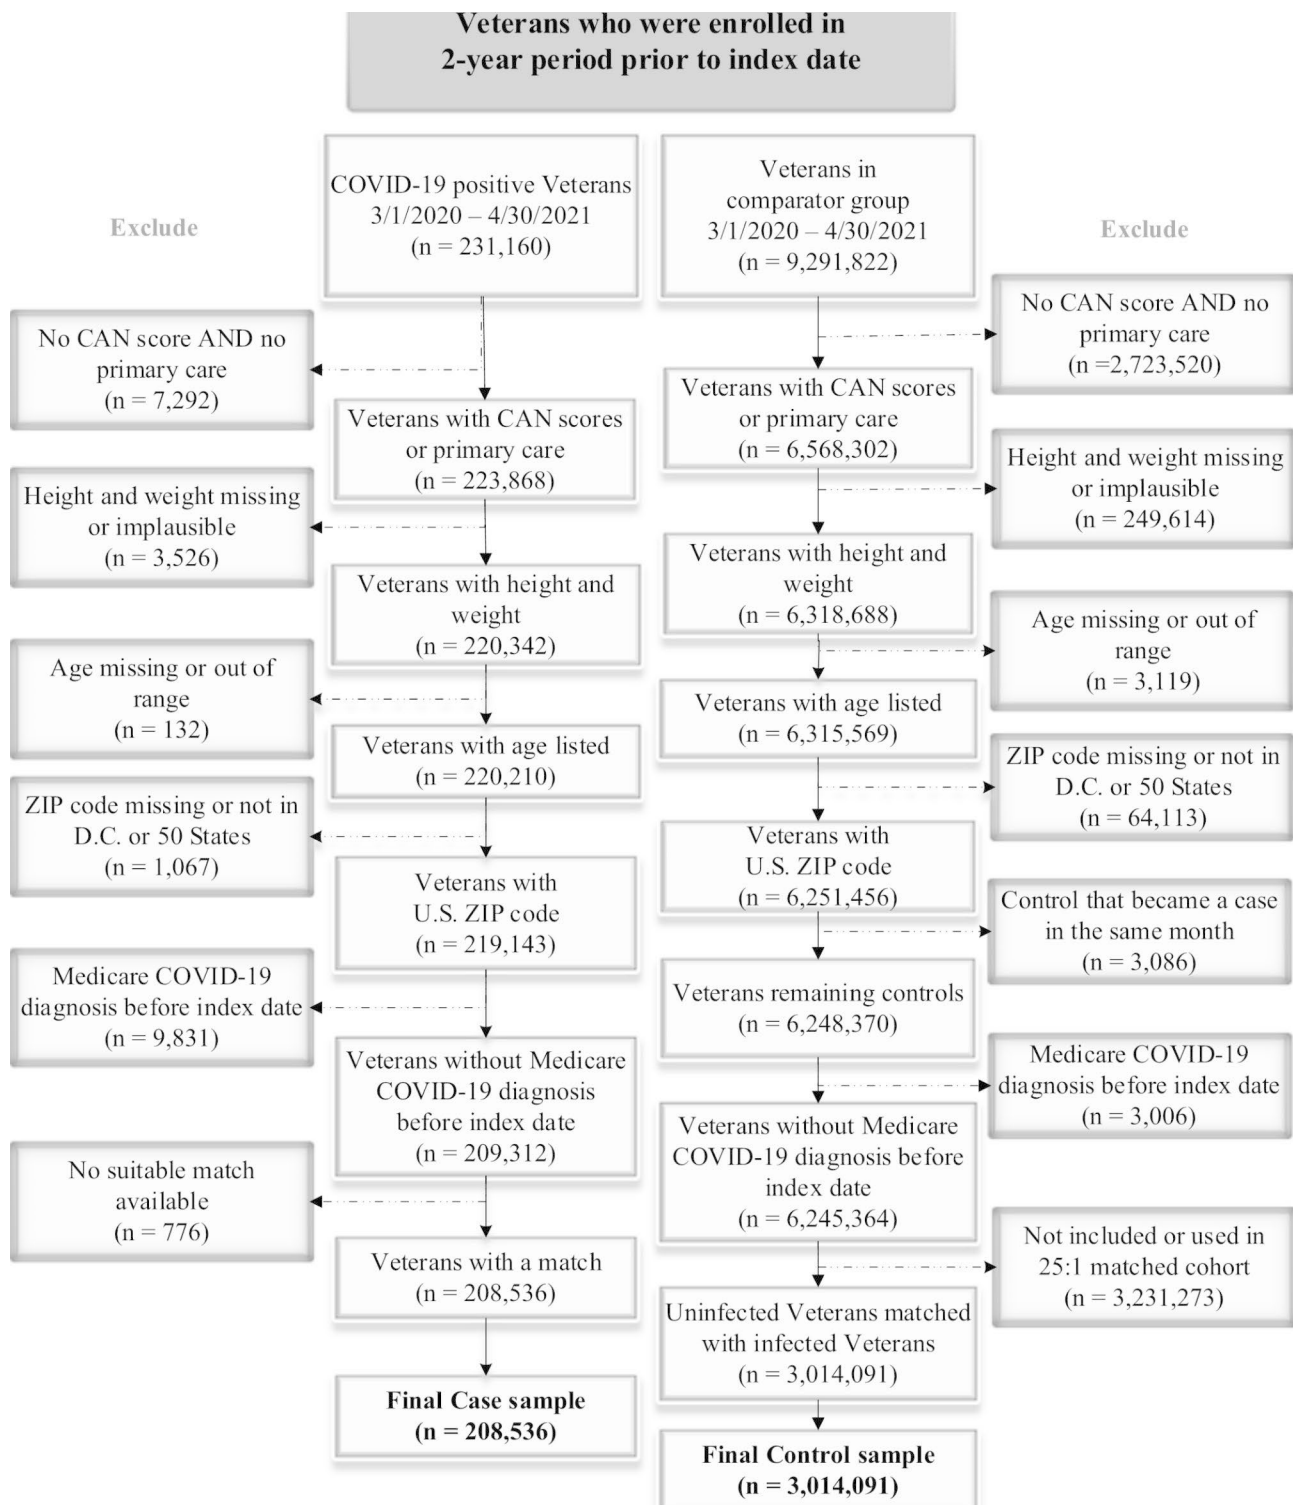 Veterans who were enrolled in
2-year period prior to index date
COVID-19 positive Veterans
3/1/2020 – 4/30/2021
(n = 231,160)
Veterans in
comparator group
3/1/2020 – 4/30/2021
(n = 9,291,822)
Exclude
Exclude
No CAN score AND no
primary care
(n = 7,292)
No CAN score AND no
primary care
(n =2,723,520)
Veterans with CAN scores
or primary care
(n = 223,868)
Veterans with CAN scores
or primary care
(n = 6,568,302)
Height and weight missing
or implausible
(n = 3,526)
Height and weight missing
or implausible
(n = 249,614)
Veterans with height and
weight
(n = 220,342)
Veterans with height and
weight
(n = 6,318,688)
Age missing or out of
range
(n = 132)
Age missing or out of
range
(n = 3,119)
Veterans with age listed
(n = 220,210)
Veterans with age listed
(n = 6,315,569)
ZIP code missing or not in
D.C. or 50 States
(n = 1,067)
ZIP code missing or not in
D.C. or 50 States
(n = 64,113)
Veterans with
U.S. ZIP code
(n = 219,143)
Veterans with
U.S. ZIP code
(n = 6,251,456)
Control that became a case
in the same month
(n = 3,086)
Medicare COVID-19
diagnosis before index date
(n = 9,831)
Veterans remaining controls
(n = 6,248,370)
Veterans without Medicare
COVID-19 diagnosis
before index date
(n = 209,312)
Medicare COVID-19
diagnosis before index date
(n = 3,006)
Veterans without Medicare
COVID-19 diagnosis before
index date
(n = 6,245,364)
No suitable match
available
(n = 776)
Not included or used in
25:1 matched cohort
(n = 3,231,273)
Veterans with a match
(n = 208,536)
Uninfected Veterans matched
with infected Veterans
(n = 3,014,091)
Final Case sample
(n = 208,536)
Final Control sample
(n = 3,014,091)